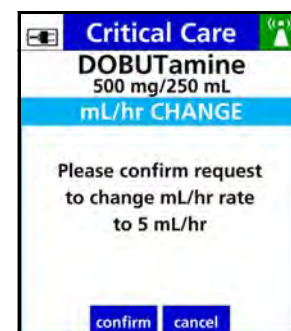 Critical Care
DOBUTamine
500 mg/250 mL
mL/hr CHANGE
Please confirm request
to change mL/hr rate
to 5 mL/hr
confirm cancel